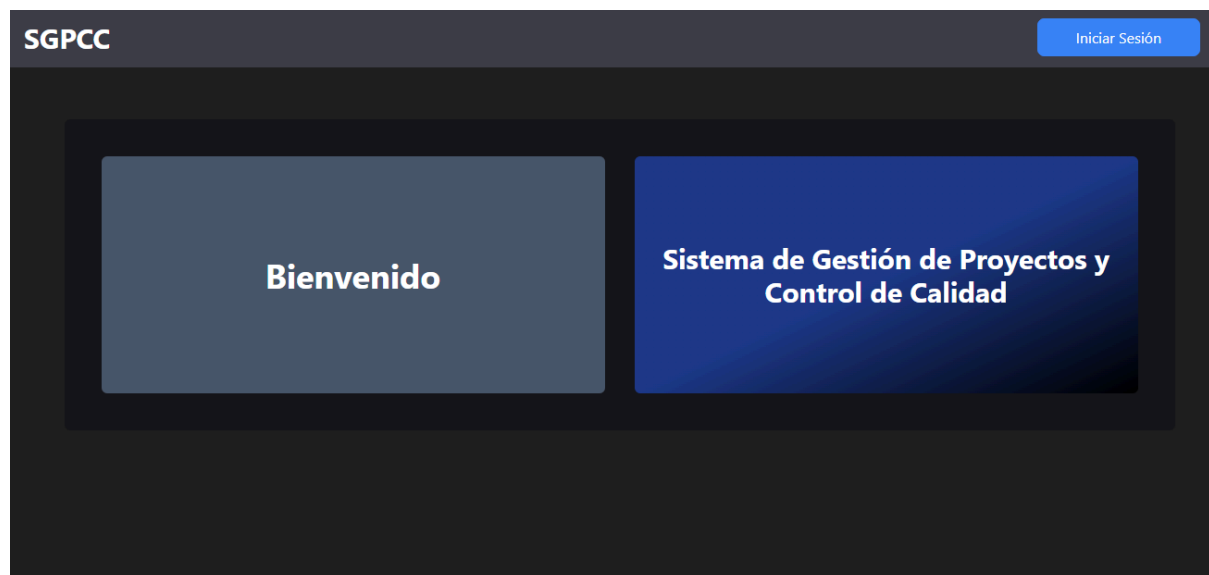 SGPCC
Iniciar Sesión
Bienvenido
Sistema de Gestión de Proyectos y
Control de Calidad